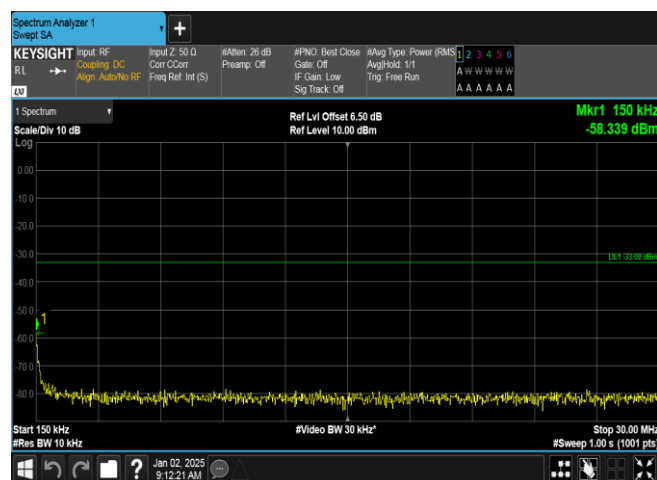 Spectrum Analyzer 1
Swept SA
+
KEYSIGHT
RL
LXI
Input: RF
Coupling: DC
Align: Auto/No RF
Input Z: 50 Ω
Corr CCorr
Freq Ref: Int (S)
#Atten: 26 dB
Preamp: Off
#PNO: Best Close
Gate: Off
IF Gain: Low
Sig Track: Off
#Avg Type: Power (RMS
Avg|Hold: 1/1
Trig: Free Run
1 2 3 4 5 6
A W W W W W
A A A A A A
1 Spectrum
Scale/Div 10 dB
Log
Ref Lvl Offset 6.50 dB
Ref Level 10.00 dBm
Mkr1 150 kHz
-58.339 dBm
0.00
-10.0
-20.0
-30.0
DL1 -33.00 dBm
-40.0
-50.0
1
-60.0
-70.0
-80.0
Start 150 kHz
#Res BW 10 kHz
#Video BW 30 kHz*
Stop 30.00 MHz
#Sweep 1.00 s (1001 pts)
?
Jan 02, 2025
9:12:21 AM